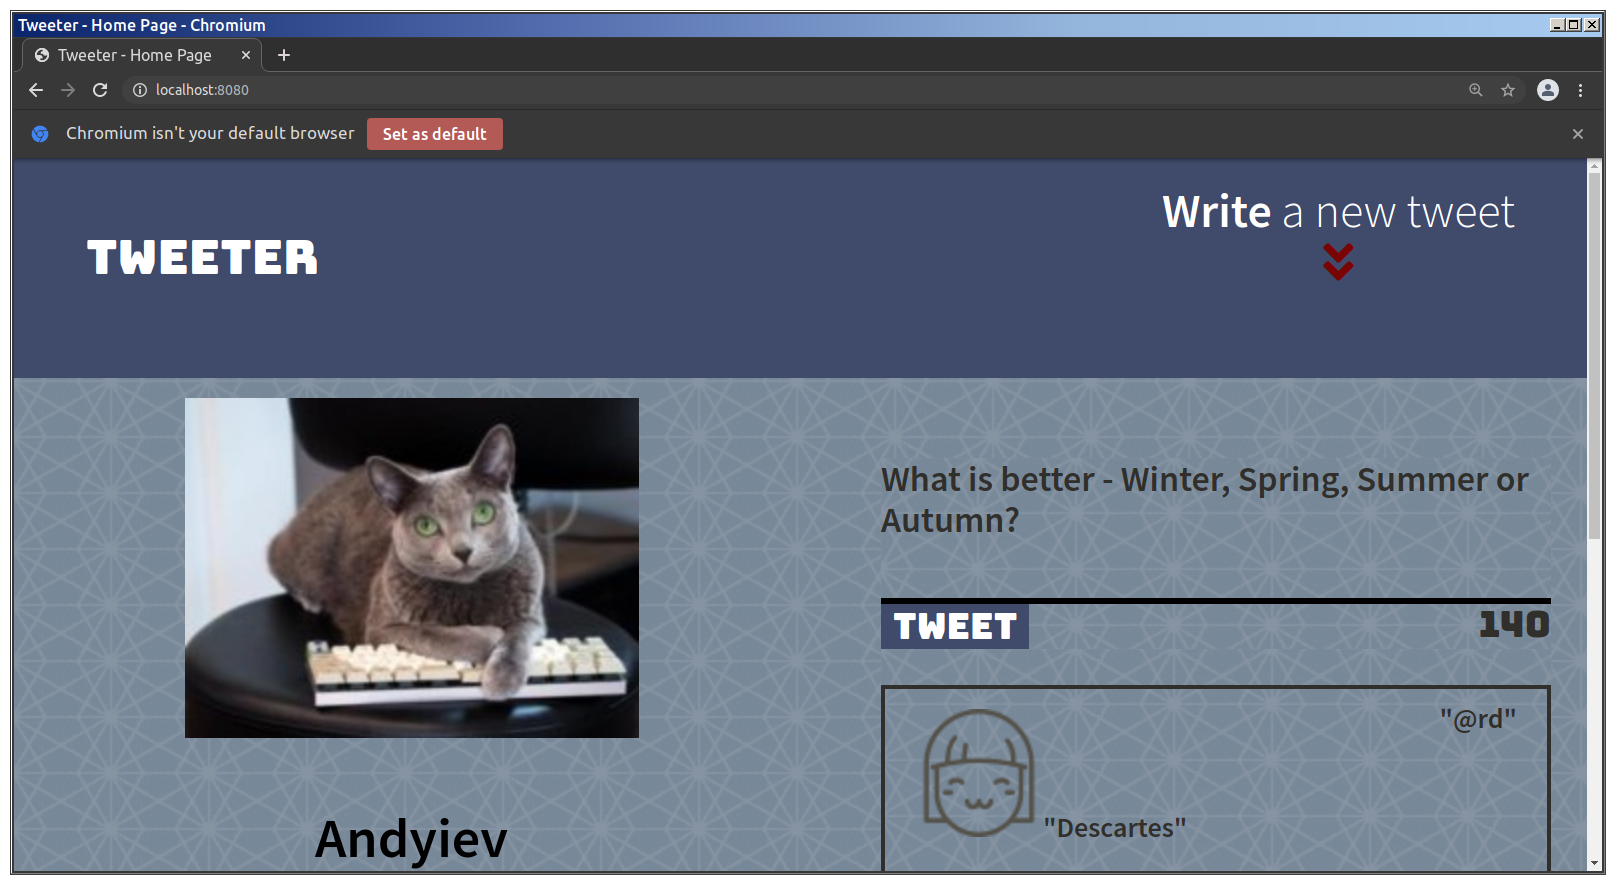 Tweeter - Home Page - Chromium
Tweeter - Home Page
localhost:8080
Chromium isn't your default browser
Set as default
TWEETER
Write a new tweet
What is better - Winter, Spring, Summer or
Autumn?
TWEET
140
"@rd"
"Descartes"
Andyiev